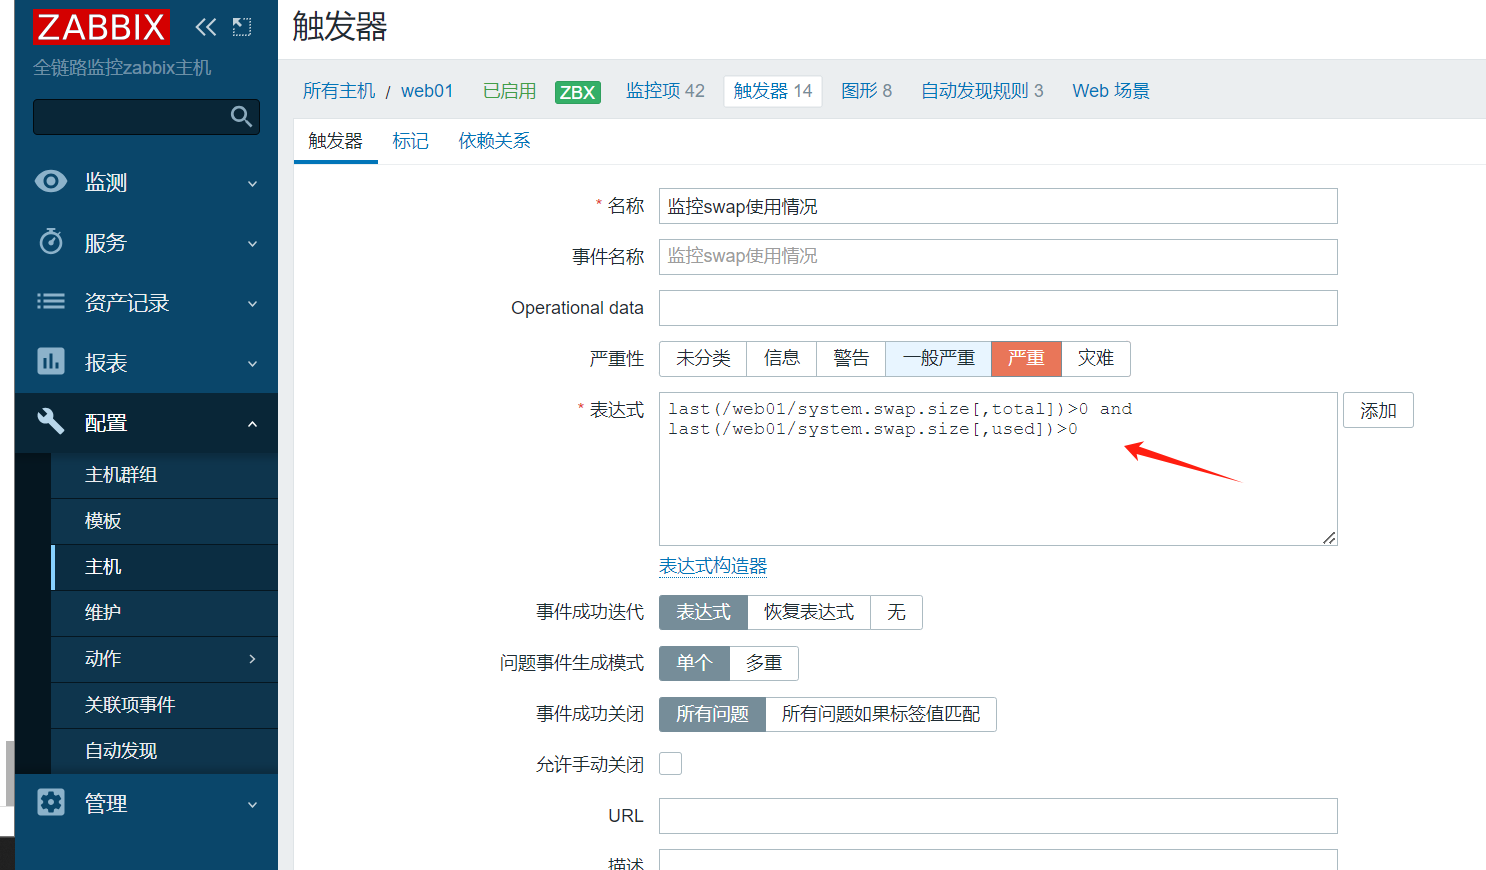 ZABBIX
全链路监控zabbix主机
监测
服务
资产记录
报表
配置
主机群组
模板
主机
维护
动作
关联项事件
自动发现
管理
触发器
所有主机 / web01 已启用 ZBX 监控项 42 触发器 14 图形 8 自动发现规则 3 Web 场景
触发器 标记 依赖关系
* 名称 监控swap使用情况
事件名称 监控swap使用情况
Operational data
严重性 未分类 信息 警告 一般严重 严重 灾难
* 表达式 last(/web01/system.swap.size[,total])>0 and 添加
last(/web01/system.swap.size[,used])>0
表达式构造器
事件成功迭代 表达式 恢复表达式 无
问题事件生成模式 单个 多重
事件成功关闭 所有问题 所有问题如果标签值匹配
允许手动关闭
URL
描述